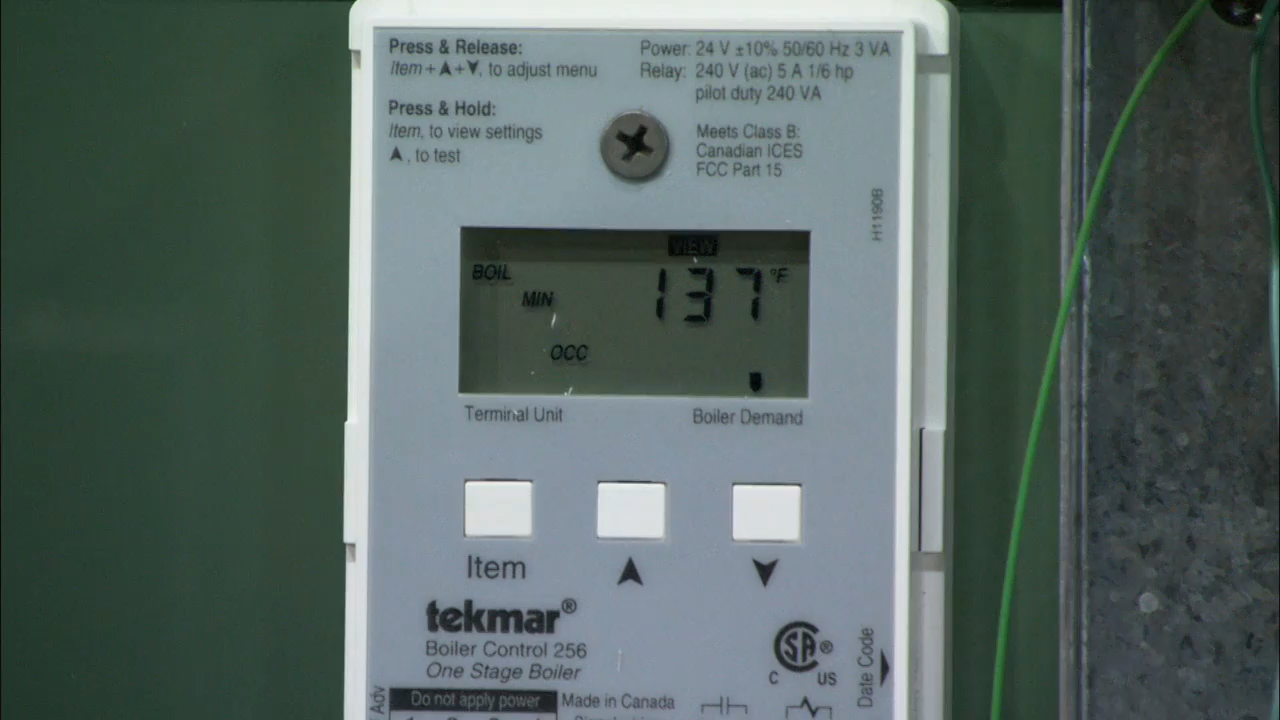 Press & Release:
Item + ▲ + ▼, to adjust menu
Press & Hold:
Item, to view settings
▲, to test
Power: 24 V ±10% 50/60 Hz 3 VA
Relay: 240 V (ac) 5 A 1/6 hp
pilot duty 240 VA
Meets Class B:
Canadian ICES
FCC Part 15
H1190B
VIEW
BOIL 137 °F
MIN
OCC
Terminal Unit Boiler Demand
Item ▲ ▼
tekmar®
Boiler Control 256
One Stage Boiler
SA ®
C US
Date Code
Adv
Do not apply power
Made in Canada